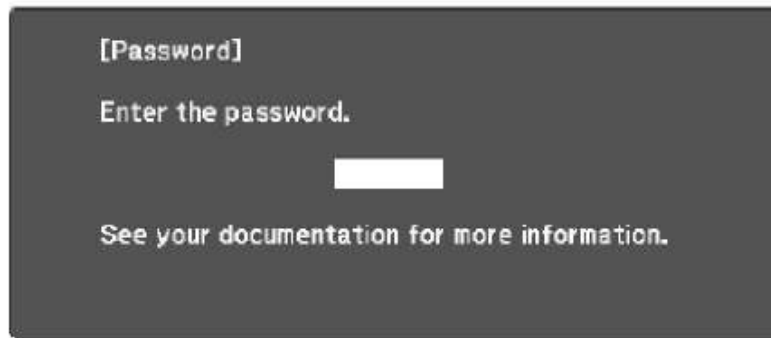 [Password]
Enter the password.
See your documentation for more information.